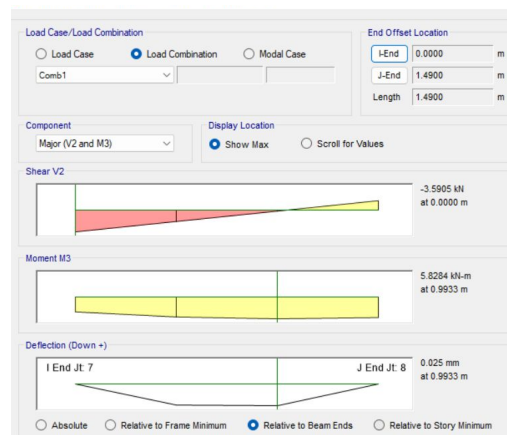 Load Case/Load Combination
End Offset Location
Load Case
Load Combination
Modal Case
I-End 0.0000 m
Comb1
J-End 1.4900 m
Length 1.4900 m
Component
Display Location
Major (V2 and M3)
Show Max
Scroll for Values
Shear V2
-3.5905 kN
at 0.0000 m
Moment M3
5.8284 kN-m
at 0.9933 m
Deflection (Down +)
I End Jt: 7
J End Jt: 8
0.025 mm
at 0.9933 m
Absolute
Relative to Frame Minimum
Relative to Beam Ends
Relative to Story Minimum